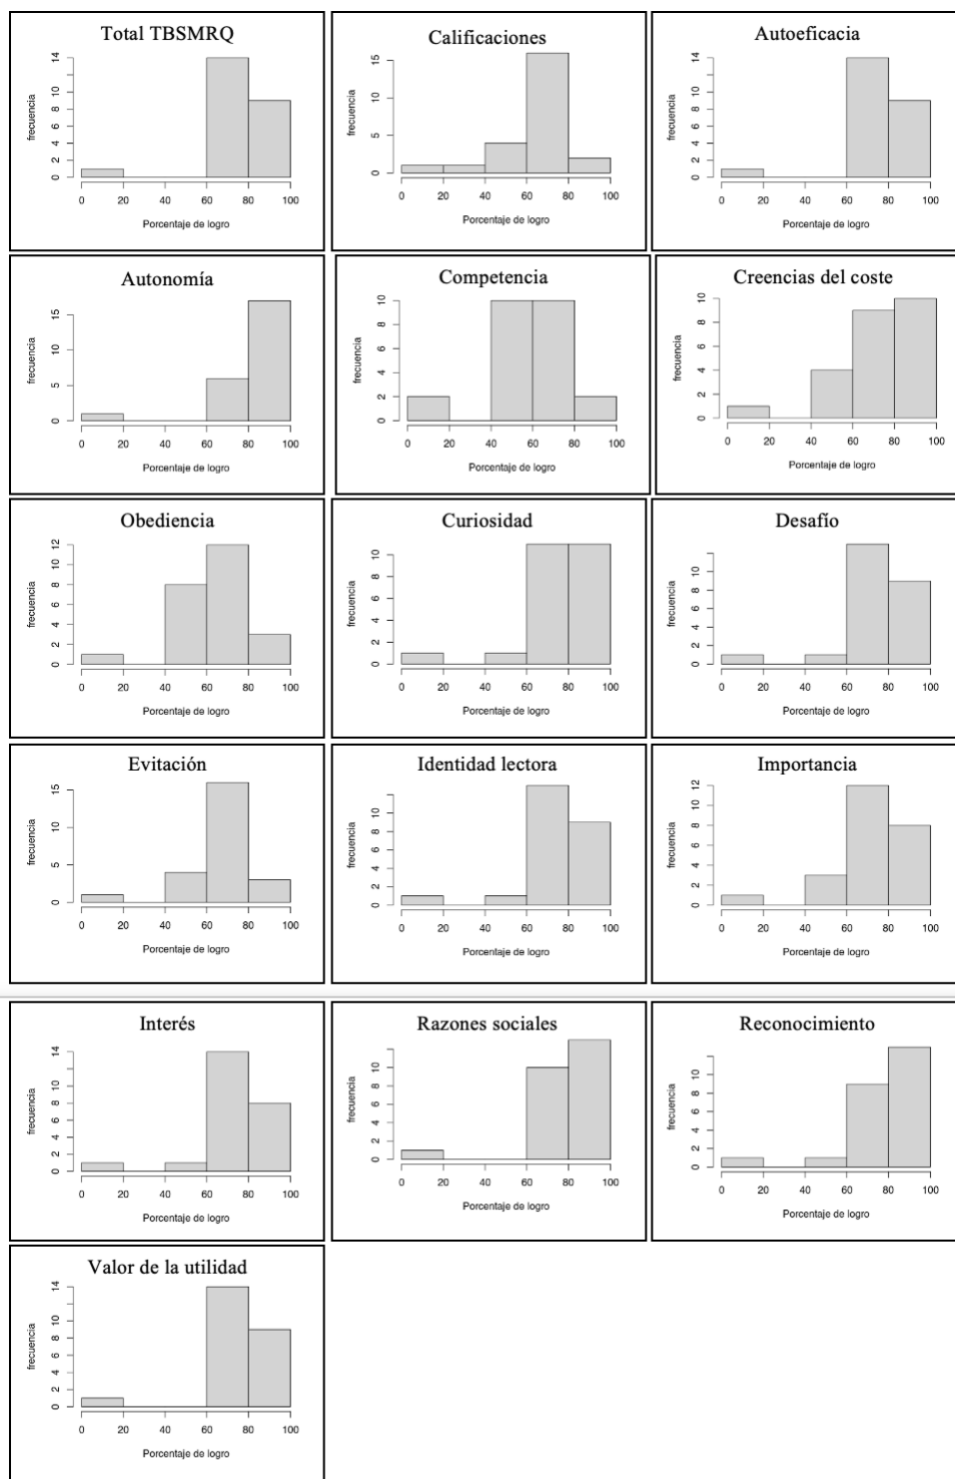 Total TBSMRQ
frecuencia
14
10
8
6
4
2
0
0 20 40 60 80 100
Porcentaje de logro
Calificaciones
frecuencia
15
10
5
0
0 20 40 60 80 100
Porcentaje de logro
Autoeficacia
frecuencia
14
10
8
6
4
2
0
0 20 40 60 80 100
Porcentaje de logro
Autonomía
frecuencia
15
10
5
0
0 20 40 60 80 100
Porcentaje de logro
Competencia
frecuencia
10
8
6
4
2
0
0 20 40 60 80 100
Porcentaje de logro
Creencias del coste
frecuencia
10
8
6
4
2
0
0 20 40 60 80 100
Porcentaje de logro
Obediencia
frecuencia
12
10
8
6
4
2
0
0 20 40 60 80 100
Porcentaje de logro
Curiosidad
frecuencia
10
8
6
4
2
0
0 20 40 60 80 100
Porcentaje de logro
Desafío
frecuencia
10
8
6
4
2
0
0 20 40 60 80 100
Porcentaje de logro
Evitación
frecuencia
15
10
5
0
0 20 40 60 80 100
Porcentaje de logro
Identidad lectora
frecuencia
10
8
6
4
2
0
0 20 40 60 80 100
Porcentaje de logro
Importancia
frecuencia
12
10
8
6
4
2
0
0 20 40 60 80 100
Porcentaje de logro
Interés
frecuencia
14
10
8
6
4
2
0
0 20 40 60 80 100
Porcentaje de logro
Razones sociales
frecuencia
10
8
6
4
2
0
0 20 40 60 80 100
Porcentaje de logro
Reconocimiento
frecuencia
10
8
6
4
2
0
0 20 40 60 80 100
Porcentaje de logro
Valor de la utilidad
frecuencia
14
10
8
6
4
2
0
0 20 40 60 80 100
Porcentaje de logro